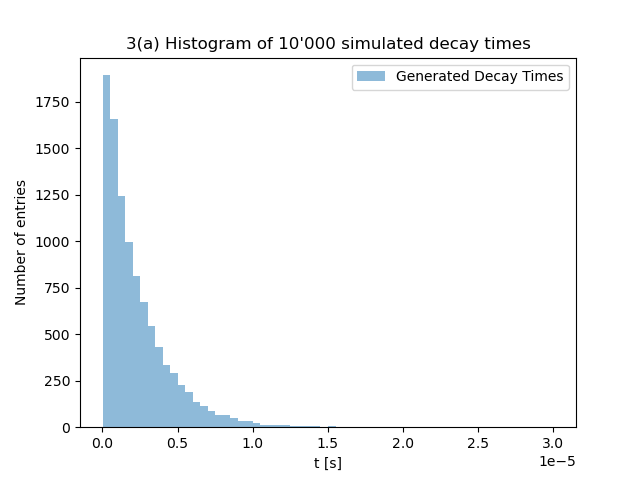 3(a) Histogram of 10'000 simulated decay times
Generated Decay Times
Number of entries
1750
1500
1250
1000
750
500
250
0
0.0 0.5 1.0 1.5 2.0 2.5 3.0
1e−5
t [s]